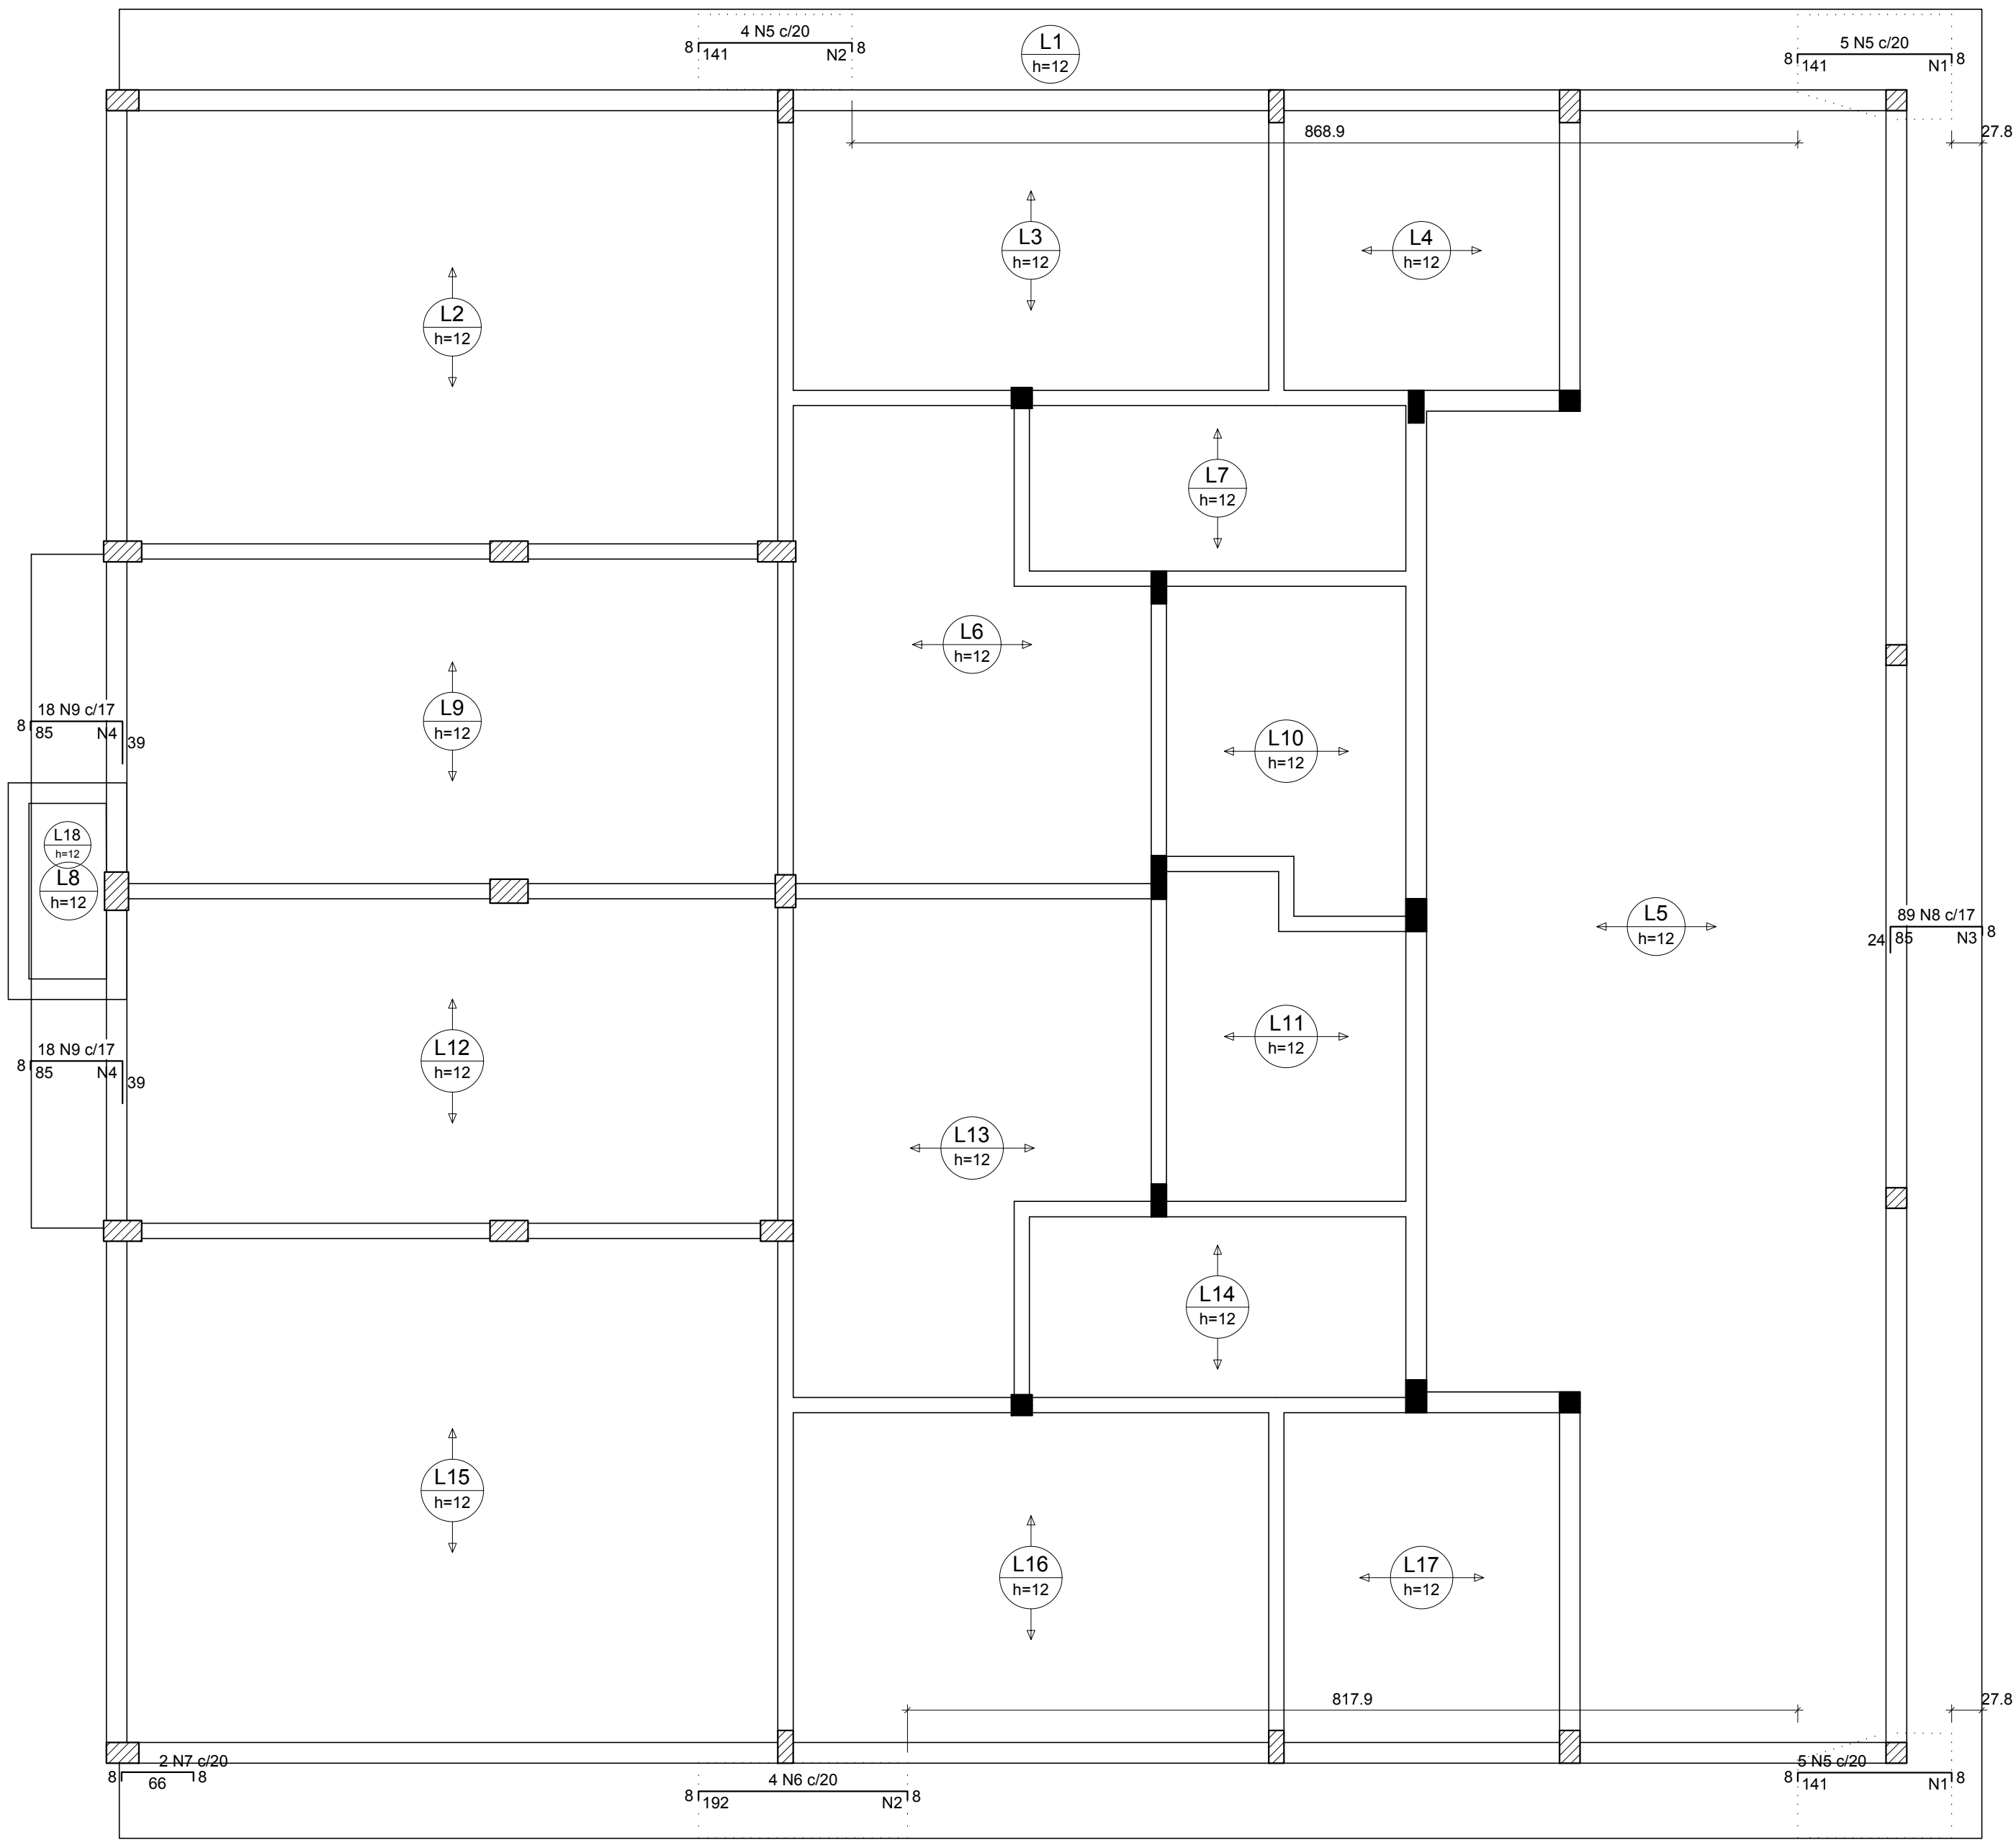 4 N5 c/20
8 141 N2 8
L1
h=12
5 N5 c/20
8 141 N1 8
868.9
27.8
L3
h=12
L4
h=12
L2
h=12
L7
h=12
L6
h=12
18 N9 c/17
8 85 N4 39
L9
h=12
L10
h=12
L18
h=12
L8
h=12
L5
h=12
89 N8 c/17
24 85 N3 8
L11
h=12
18 N9 c/17
8 85 N4 39
L12
h=12
L13
h=12
L14
h=12
L15
h=12
L16
h=12
L17
h=12
817.9
27.8
2 N7 c/20
8 66 8
4 N6 c/20
8 192 N2 8
5 N5 c/20
8 141 N1 8